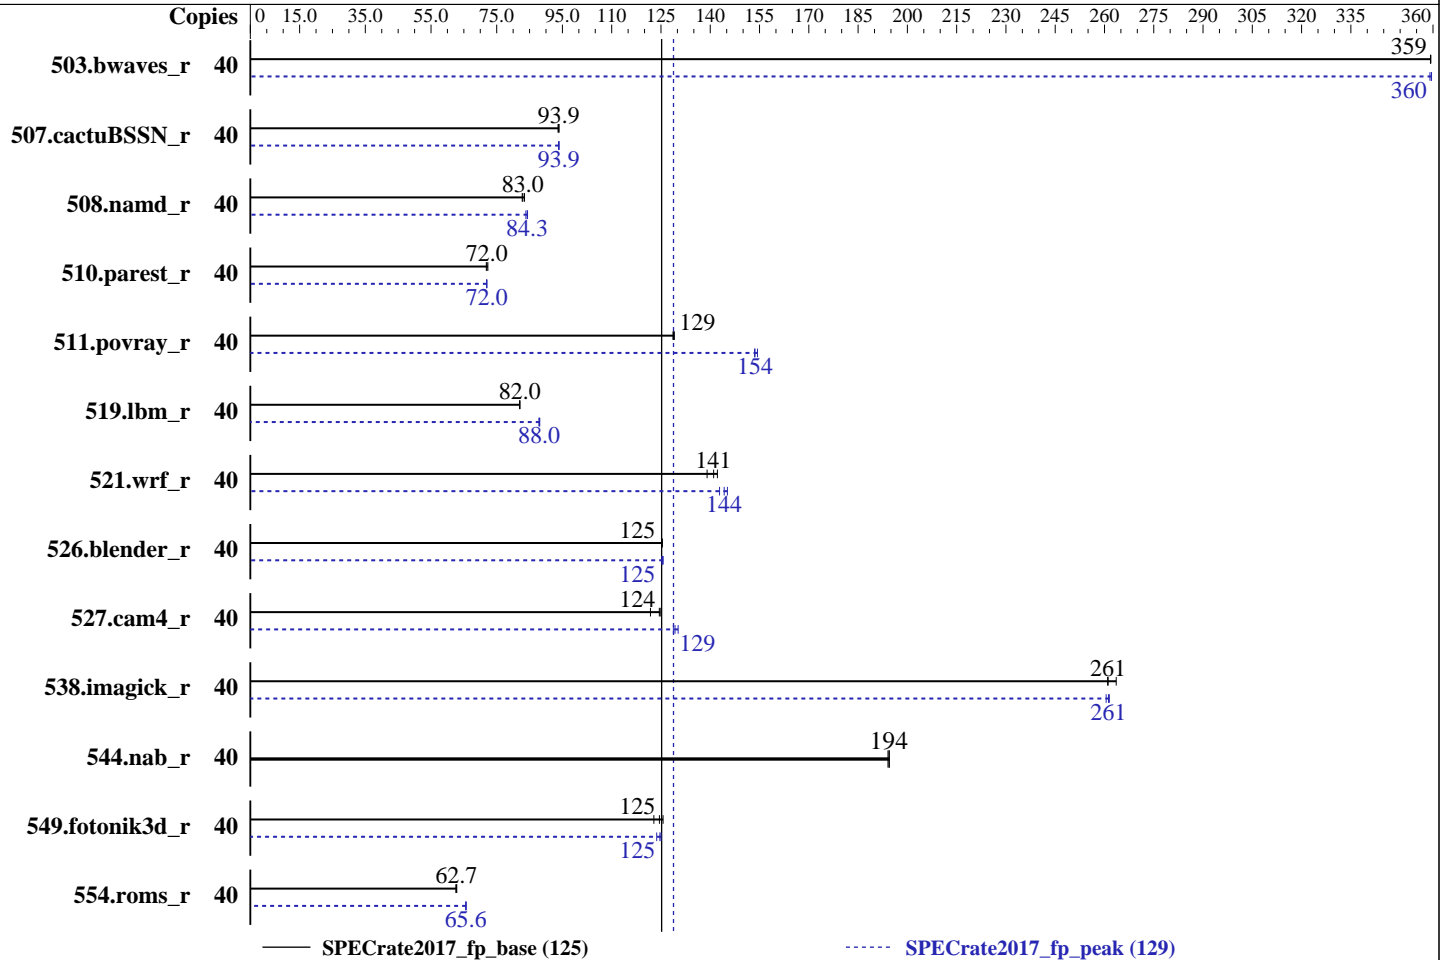 Copies 0 15.0 35.0 55.0 75.0 95.0 110 125 140 155 170 185 200 215 230 245 260 275 290 305 320 335 360
503.bwaves_r 40 359
360
507.cactuBSSN_r 40 93.9
93.9
508.namd_r 40 83.0
84.3
510.parest_r 40 72.0
72.0
511.povray_r 40 129
154
519.lbm_r 40 82.0
88.0
521.wrf_r 40 141
144
526.blender_r 40 125
125
527.cam4_r 40 124
129
538.imagick_r 40 261
261
544.nab_r 40 194
549.fotonik3d_r 40 125
125
554.roms_r 40 62.7
65.6
SPECrate2017_fp_base (125) SPECrate2017_fp_peak (129)